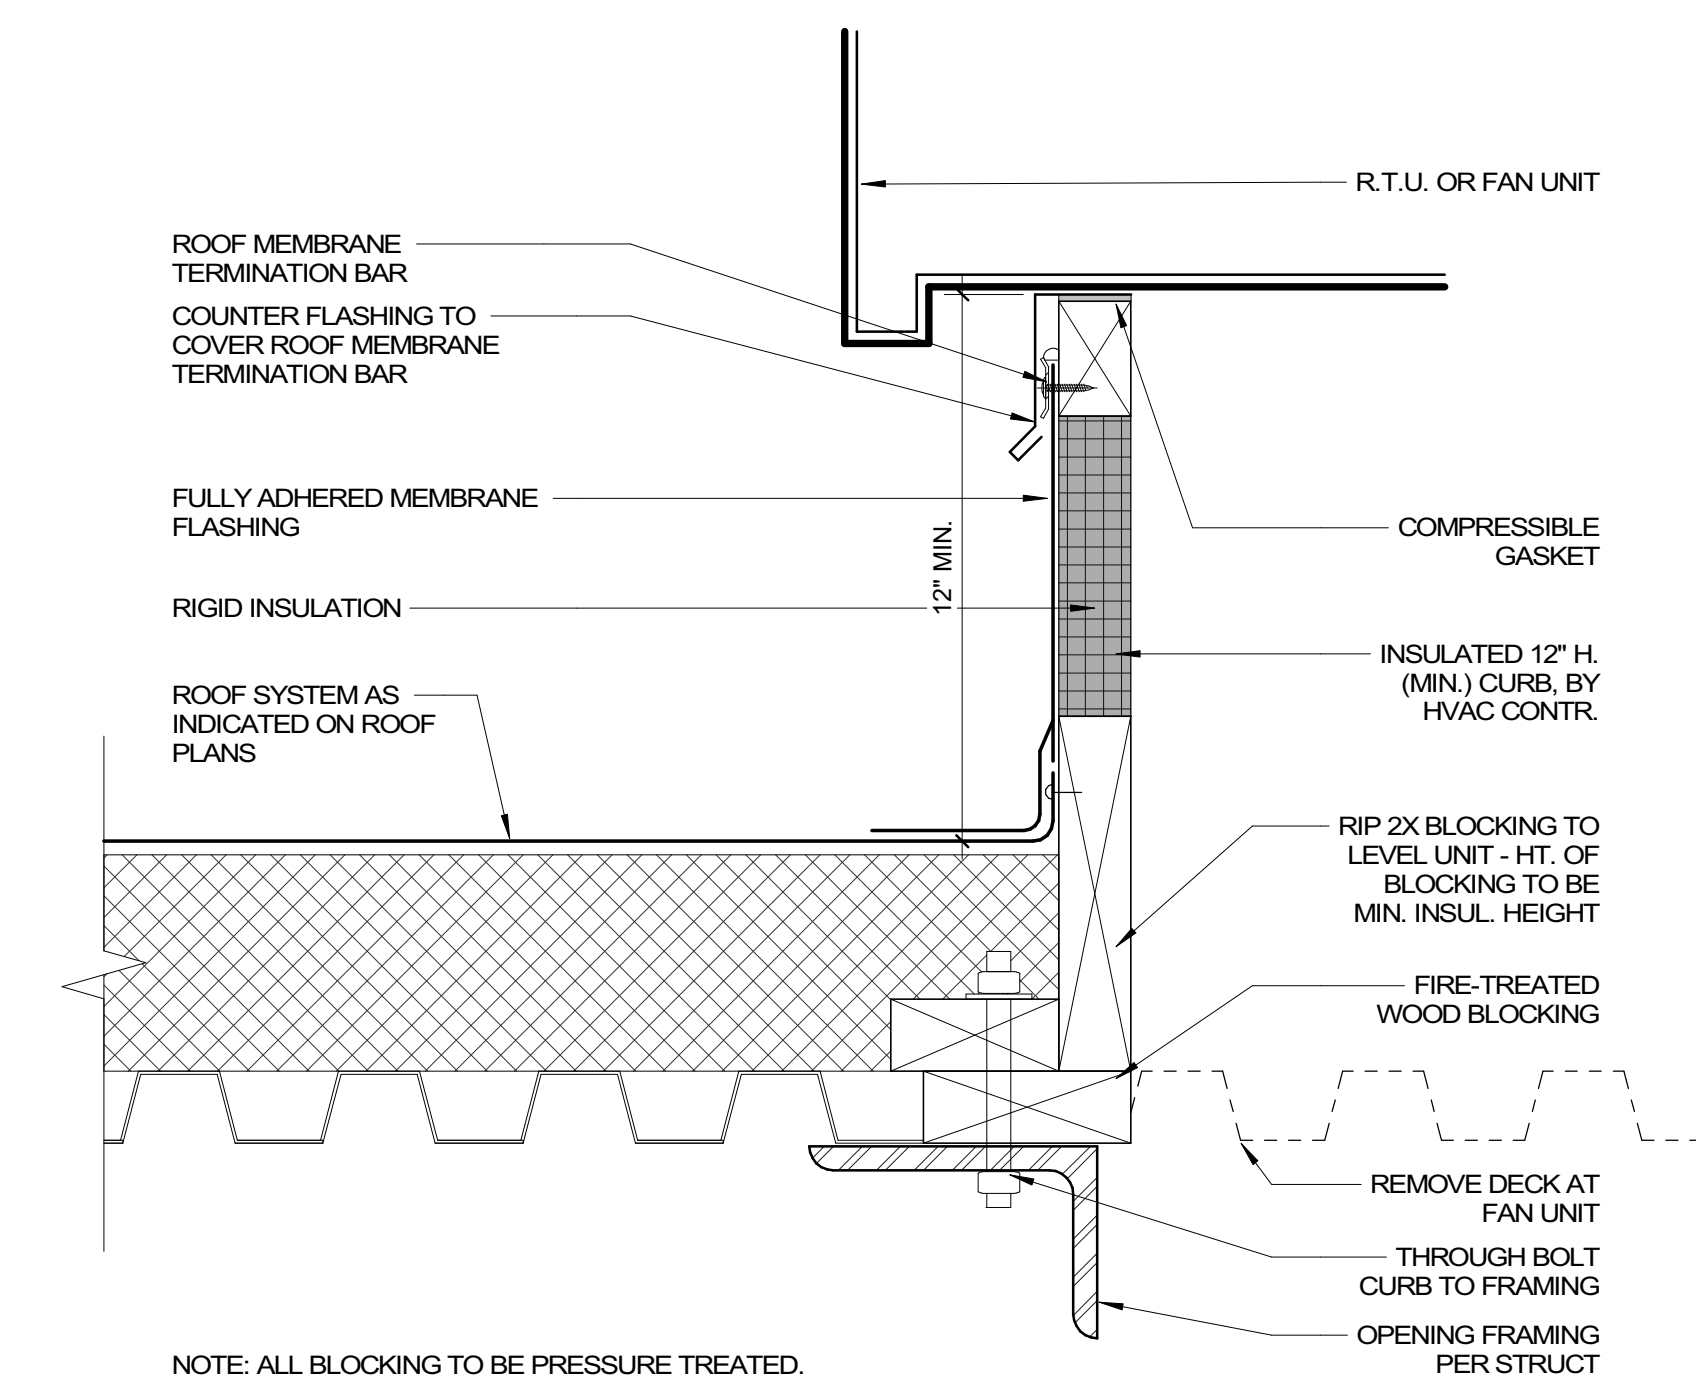 R.T.U. OR FAN UNIT
ROOF MEMBRANE
TERMINATION BAR
COUNTER FLASHING TO
COVER ROOF MEMBRANE
TERMINATION BAR
FULLY ADHERED MEMBRANE
FLASHING
12" MIN.
RIGID INSULATION
ROOF SYSTEM AS
INDICATED ON ROOF
PLANS
COMPRESSIBLE
GASKET
INSULATED 12" H.
(MIN.) CURB, BY
HVAC CONTR.
RIP 2X BLOCKING TO
LEVEL UNIT - HT. OF
BLOCKING TO BE
MIN. INSUL. HEIGHT
FIRE-TREATED
WOOD BLOCKING
REMOVE DECK AT
FAN UNIT
THROUGH BOLT
CURB TO FRAMING
OPENING FRAMING
PER STRUCT
NOTE: ALL BLOCKING TO BE PRESSURE TREATED.